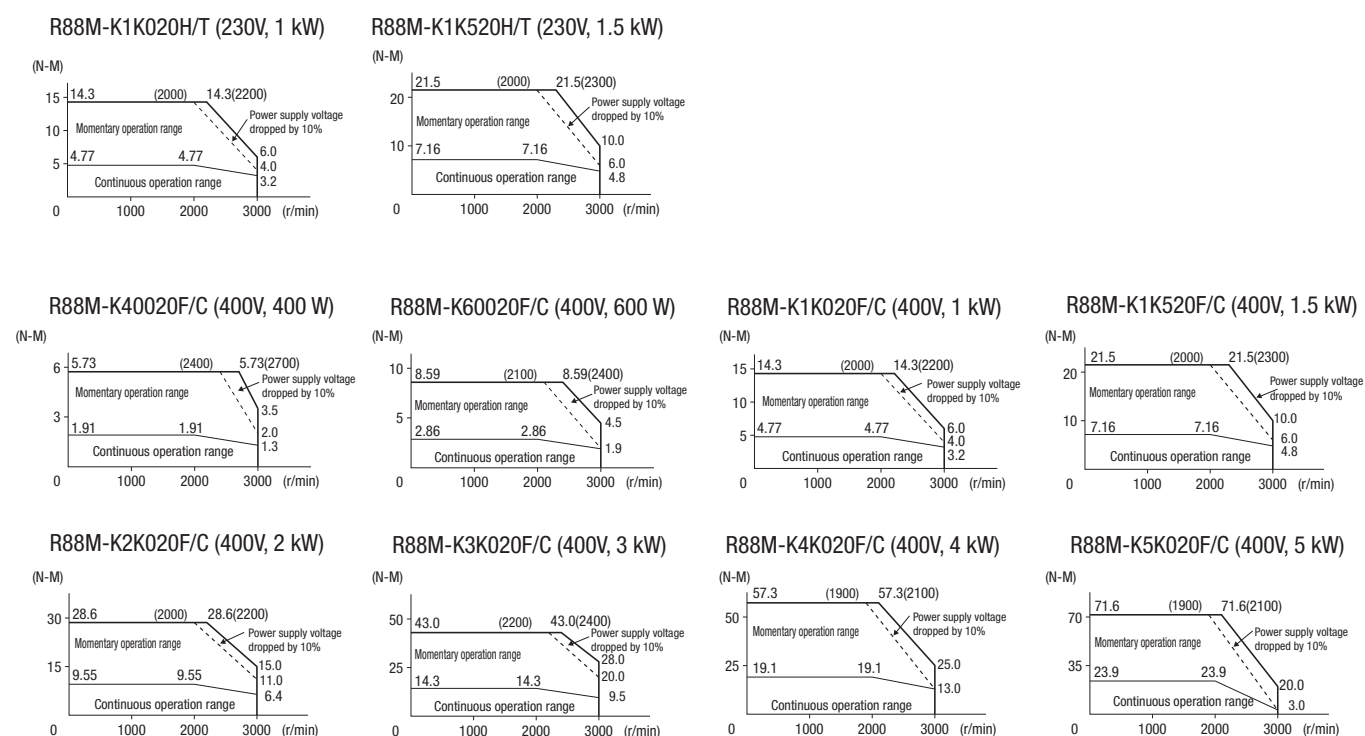 R88M-K1K020H/T (230V, 1 kW)
(N-M)
15
14.3
(2000)
14.3(2200)
Power supply voltage
dropped by 10%
10
Momentary operation range
6.0
5
4.77
4.77
4.0
Continuous operation range
3.2
0
1000
2000
3000
(r/min)
R88M-K1K520H/T (230V, 1.5 kW)
(N-M)
21.5
(2000)
21.5(2300)
20
Power supply voltage
dropped by 10%
Momentary operation range
10
10.0
7.16
7.16
6.0
Continuous operation range
4.8
0
1000
2000
3000
(r/min)
R88M-K40020F/C (400V, 400 W)
(N-M)
6
5.73
(2400)
5.73(2700)
Power supply voltage
dropped by 10%
Momentary operation range
3.5
3
1.91
1.91
2.0
Continuous operation range
1.3
0
1000
2000
3000
(r/min)
R88M-K60020F/C (400V, 600 W)
(N-M)
10
8.59
(2100)
8.59(2400)
Power supply voltage
dropped by 10%
Momentary operation range
5
4.5
2.86
2.86
1.9
Continuous operation range
0
1000
2000
3000
(r/min)
R88M-K1K020F/C (400V, 1 kW)
(N-M)
15
14.3
(2000)
14.3(2200)
Power supply voltage
dropped by 10%
10
Momentary operation range
6.0
5
4.77
4.77
4.0
Continuous operation range
3.2
0
1000
2000
3000
(r/min)
R88M-K1K520F/C (400V, 1.5 kW)
(N-M)
21.5
(2000)
21.5(2300)
20
Power supply voltage
dropped by 10%
Momentary operation range
10
10.0
7.16
7.16
6.0
Continuous operation range
4.8
0
1000
2000
3000
(r/min)
R88M-K2K020F/C (400V, 2 kW)
(N-M)
30
28.6
(2000)
28.6(2200)
Power supply voltage
dropped by 10%
Momentary operation range
15
15.0
9.55
9.55
11.0
6.4
Continuous operation range
0
1000
2000
3000
(r/min)
R88M-K3K020F/C (400V, 3 kW)
(N-M)
50
43.0
(2200)
43.0(2400)
Power supply voltage
dropped by 10%
Momentary operation range
28.0
25
20.0
14.3
14.3
9.5
Continuous operation range
0
1000
2000
3000
(r/min)
R88M-K4K020F/C (400V, 4 kW)
(N-M)
57.3
(1900)
57.3(2100)
50
Power supply voltage
dropped by 10%
Momentary operation range
25
25.0
19.1
19.1
13.0
Continuous operation range
0
1000
2000
3000
(r/min)
R88M-K5K020F/C (400V, 5 kW)
(N-M)
71.6
(1900)
71.6(2100)
70
Power supply voltage
dropped by 10%
Momentary operation range
35
23.9
23.9
20.0
Continuous operation range
3.0
0
1000
2000
3000
(r/min)